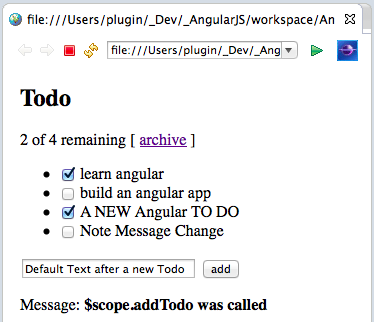 file:///Users/plugin/_Dev/_AngularJS/workspace/An
file:///Users/plugin/_Dev/_Ang
Todo
2 of 4 remaining [ archive ]
learn angular
build an angular app
A NEW Angular TO DO
Note Message Change
Default Text after a new Todo add
Message: $scope.addTodo was called